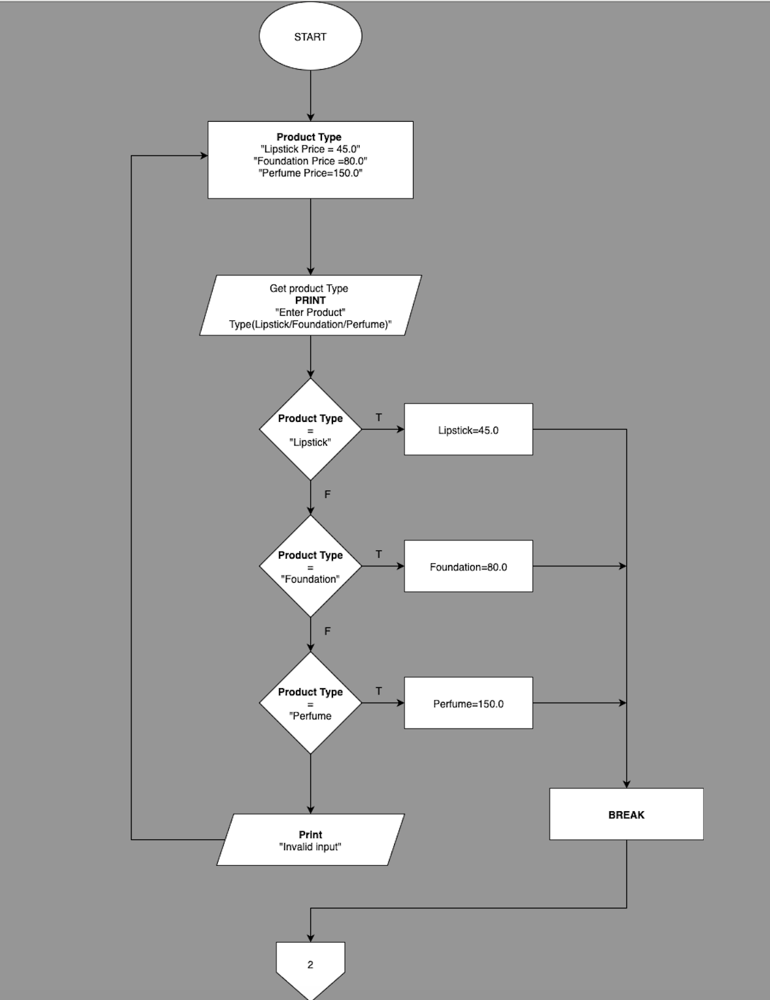 START
Product Type
"Lipstick Price = 45.0"
"Foundation Price =80.0"
"Perfume Price=150.0"
Get product Type
PRINT
"Enter Product"
Type(Lipstick/Foundation/Perfume)"
Product Type
=
"Lipstick"
T
Lipstick=45.0
F
Product Type
=
"Foundation"
T
Foundation=80.0
F
Product Type
=
"Perfume
T
Perfume=150.0
BREAK
Print
"Invalid input"
2